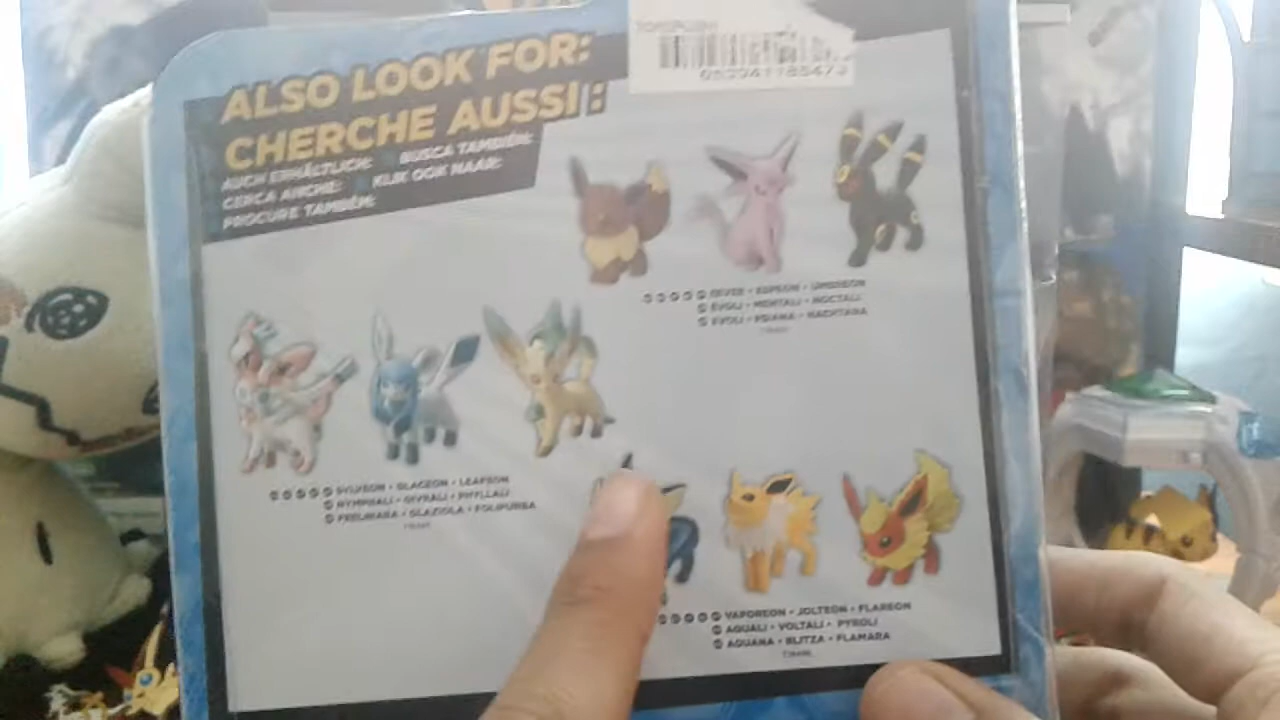 ALSO LOOK FOR:
CHERCHE AUSSI :
AUCH ERHÄLTLICH: BUSCA TAMBIÉN:
CERCA ANCHE: KIJK OOK NAAR:
PROCURE TAMBÉM:
EEVEE • ESPEON • UMBREON
EVOLI • MENTALI • NOCTALI
EVOLI • PSIANA • NACHTARA
SYLVEON • GLACEON • LEAFEON
NYMPHALI • GIVRALI • PHYLLALI
FEELINARA • GLAZIOLA • FOLIPURBA
VAPOREON • JOLTEON • FLAREON
AQUALI • VOLTALI • PYROLI
AQUANA • BLITZA • FLAMARA